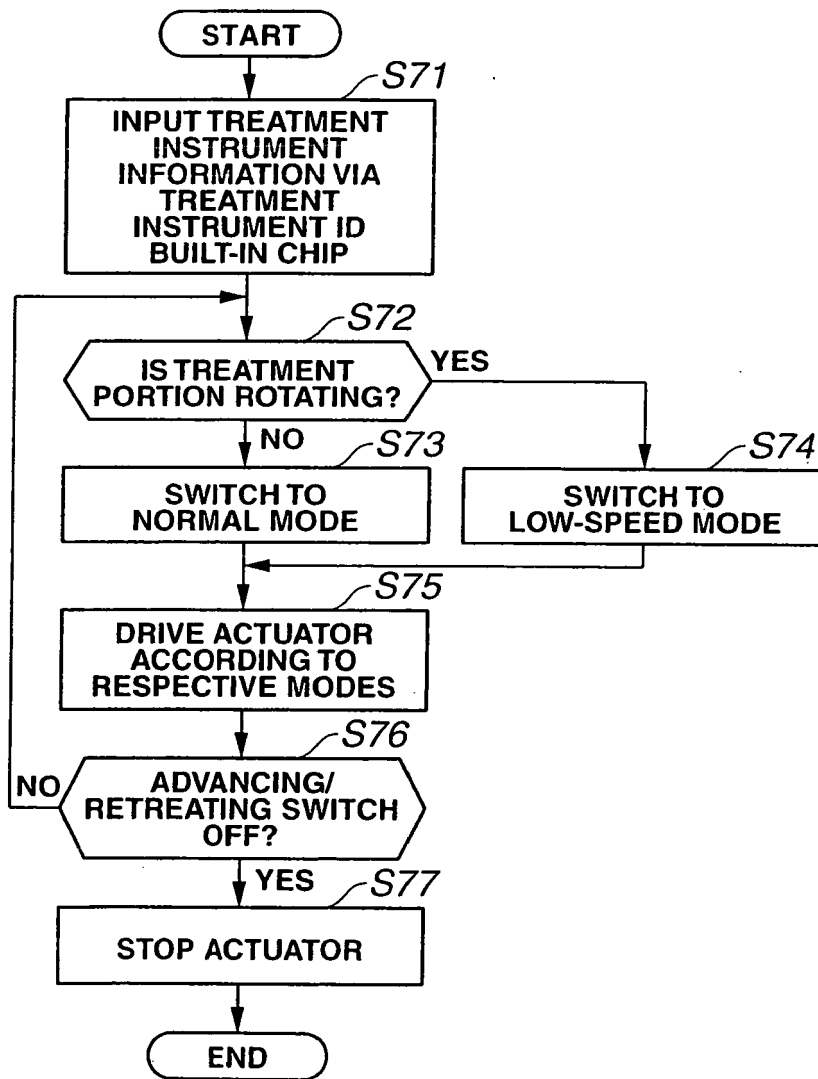 START
S71
INPUT TREATMENT
INSTRUMENT
INFORMATION VIA
TREATMENT
INSTRUMENT ID
BUILT-IN CHIP
S72
IS TREATMENT
PORTION ROTATING?
YES
NO
S73
SWITCH TO
NORMAL MODE
S74
SWITCH TO
LOW-SPEED MODE
S75
DRIVE ACTUATOR
ACCORDING TO
RESPECTIVE MODES
S76
NO
ADVANCING/
RETREATING SWITCH
OFF?
YES
S77
STOP ACTUATOR
END